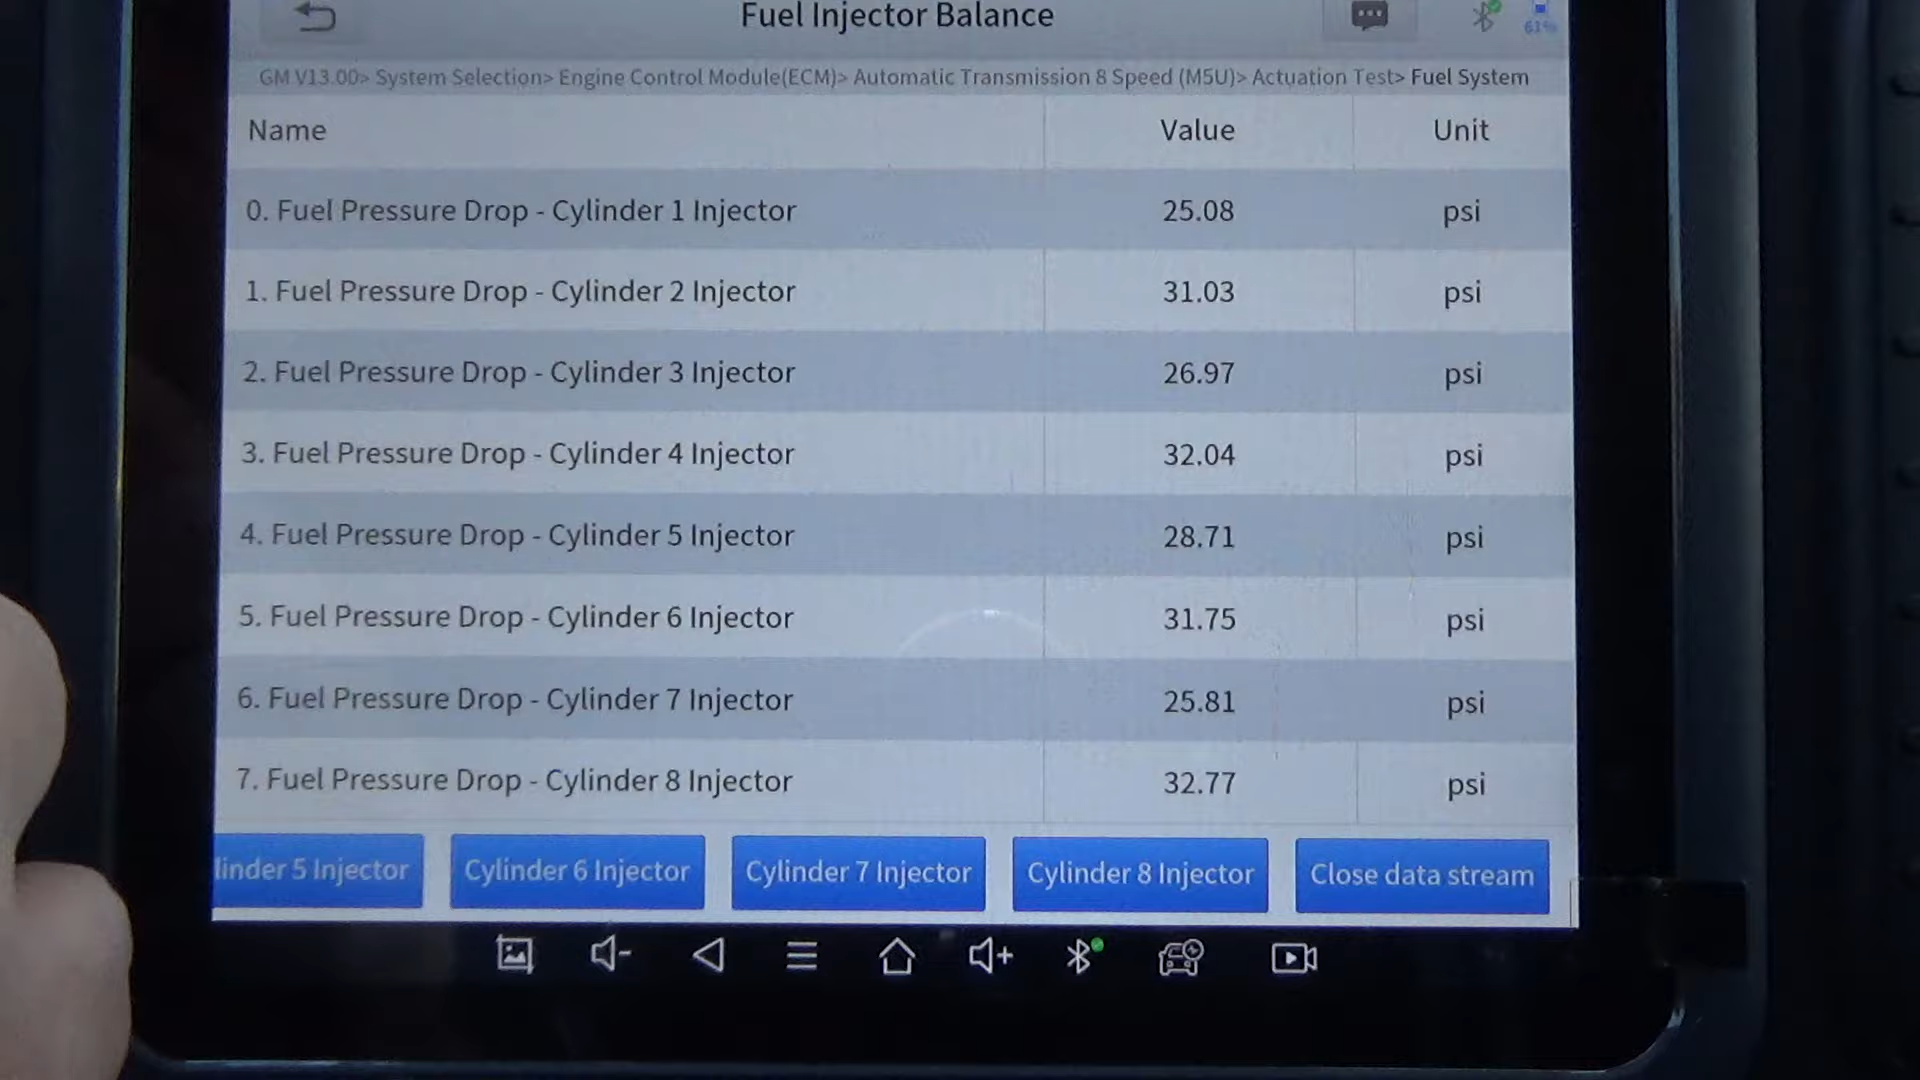 Fuel Injector Balance
61%
GM V13.00> System Selection> Engine Control Module(ECM)> Automatic Transmission 8 Speed (M5U)> Actuation Test> Fuel System
Name Value Unit
0. Fuel Pressure Drop - Cylinder 1 Injector 25.08 psi
1. Fuel Pressure Drop - Cylinder 2 Injector 31.03 psi
2. Fuel Pressure Drop - Cylinder 3 Injector 26.97 psi
3. Fuel Pressure Drop - Cylinder 4 Injector 32.04 psi
4. Fuel Pressure Drop - Cylinder 5 Injector 28.71 psi
5. Fuel Pressure Drop - Cylinder 6 Injector 31.75 psi
6. Fuel Pressure Drop - Cylinder 7 Injector 25.81 psi
7. Fuel Pressure Drop - Cylinder 8 Injector 32.77 psi
linder 5 Injector Cylinder 6 Injector Cylinder 7 Injector Cylinder 8 Injector Close data stream